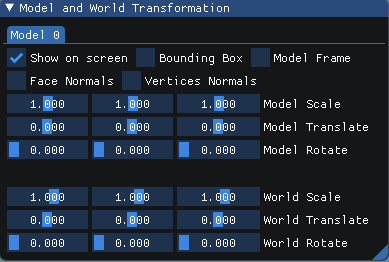 Model and World Transformation
Model 0
Show on screen Bounding Box Model Frame
Face Normals Vertices Normals
1.000 1.000 1.000 Model Scale
0.000 0.000 0.000 Model Translate
0.000 0.000 0.000 Model Rotate
1.000 1.000 1.000 World Scale
0.000 0.000 0.000 World Translate
0.000 0.000 0.000 World Rotate